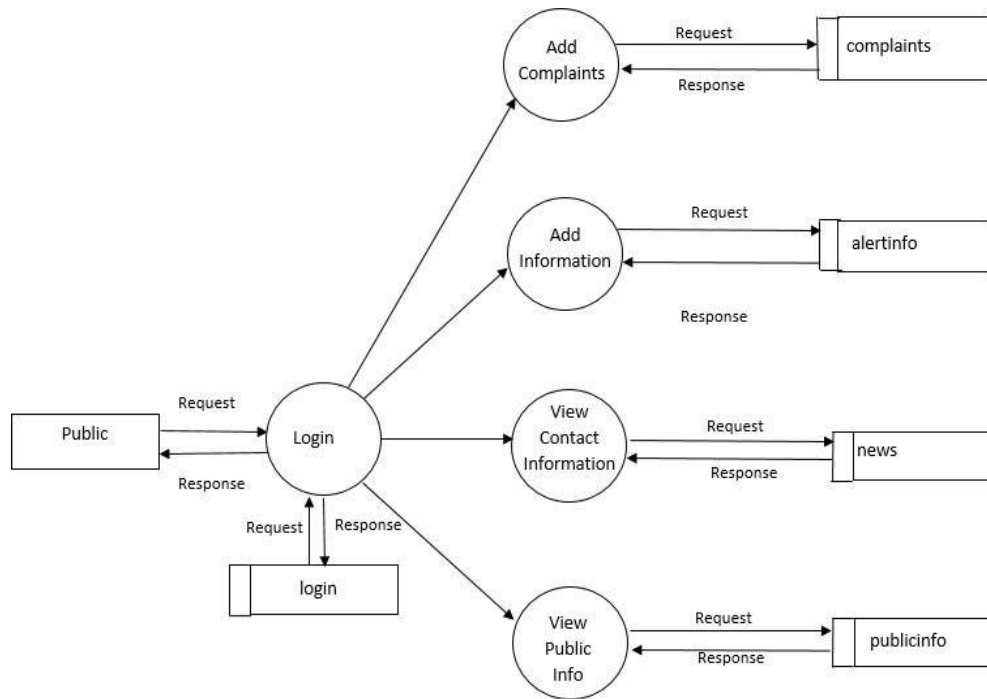 Add
Complaints
Request
Response
complaints
Add
Information
Request
Response
alertinfo
Public
Request
Response
Login
Request
Response
login
View
Contact
Information
Request
Response
news
View
Public
Info
Request
Response
publicinfo